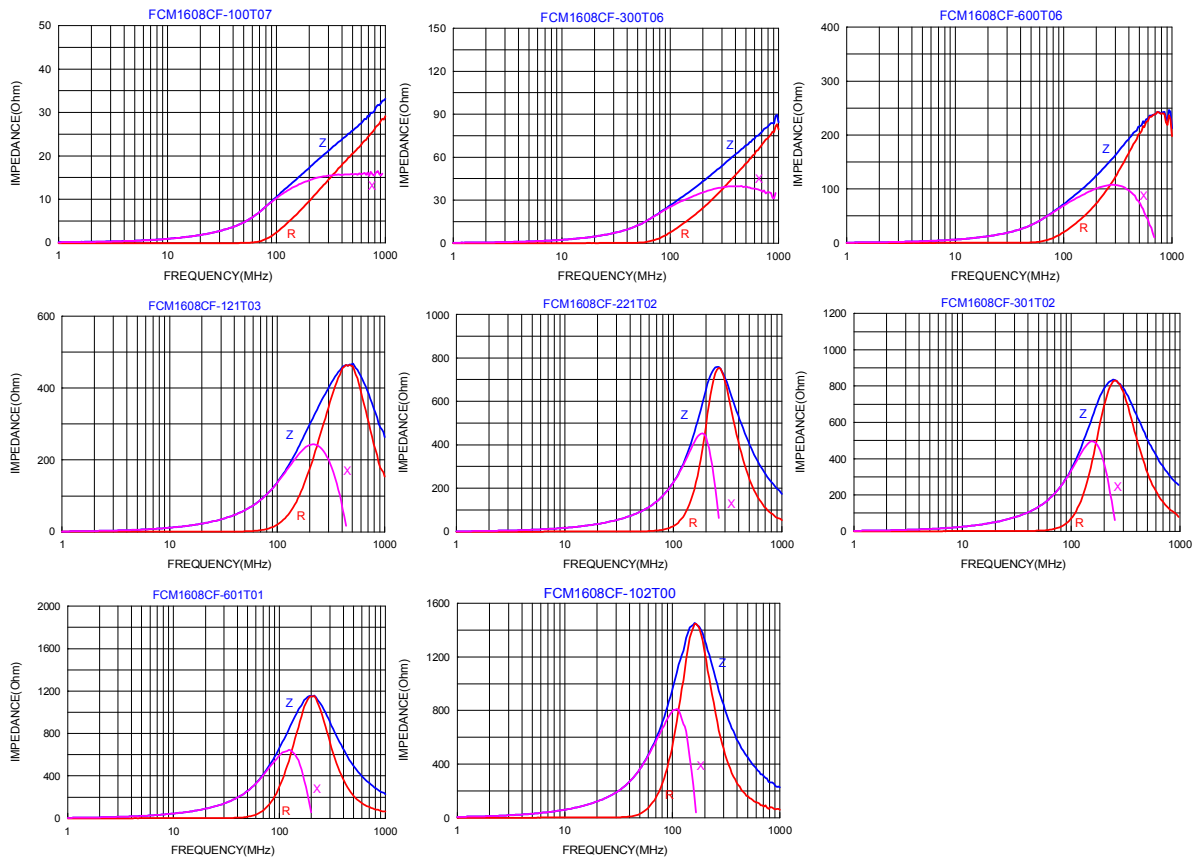 FCM1608CF-100T07
50
40
30
20
10
0
IMPEDANCE(Ohm)
Z
X
R
1
10
100
1000
FREQUENCY(MHz)
FCM1608CF-300T06
150
120
90
60
30
0
IMPEDANCE(Ohm)
Z
X
R
1
10
100
1000
FREQUENCY(MHz)
FCM1608CF-600T06
400
300
200
100
0
IMPEDANCE(Ohm)
Z
X
R
1
10
100
1000
FREQUENCY(MHz)
FCM1608CF-121T03
600
400
200
0
IMPEDANCE(Ohm)
Z
X
R
1
10
100
1000
FREQUENCY(MHz)
FCM1608CF-221T02
1000
800
600
400
200
0
IMPEDANCE(Ohm)
Z
X
R
1
10
100
1000
FREQUENCY(MHz)
FCM1608CF-301T02
1200
1000
800
600
400
200
0
IMPEDANCE(Ohm)
Z
X
R
1
10
100
1000
FREQUENCY(MHz)
FCM1608CF-601T01
2000
1600
1200
800
400
0
IMPEDANCE(Ohm)
Z
X
R
1
10
100
1000
FREQUENCY(MHz)
FCM1608CF-102T00
1600
1400
1200
1000
800
600
400
200
0
IMPEDANCE(Ohm)
Z
X
R
1
10
100
1000
FREQUENCY(MHz)